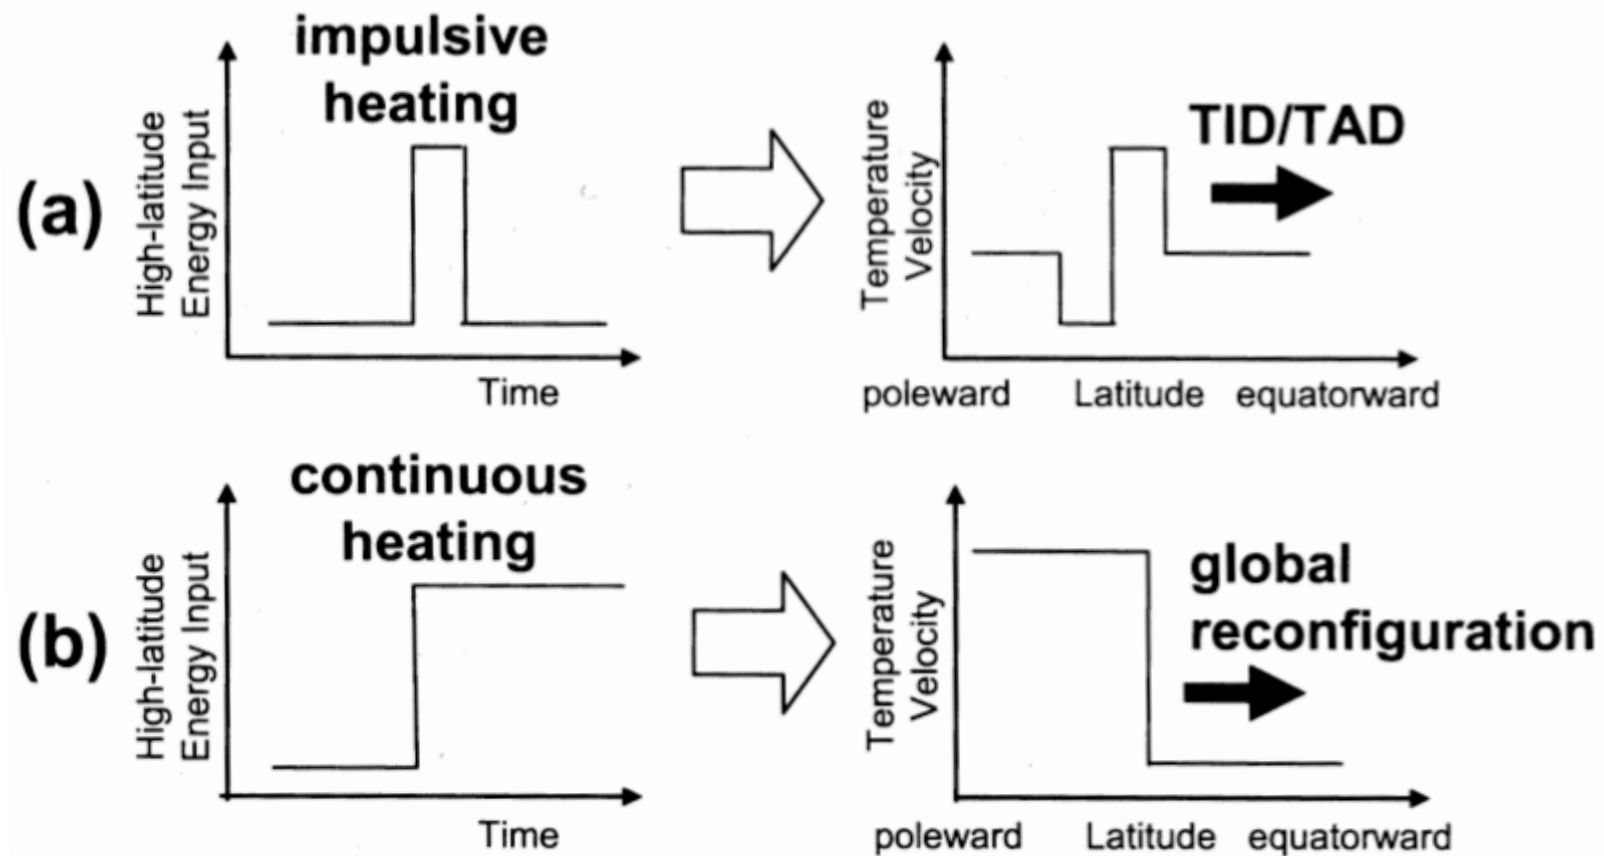 (a)
impulsive
heating
High-latitude
Energy Input
Time
Temperature
Velocity
TID/TAD
poleward Latitude equatorward
(b)
continuous
heating
High-latitude
Energy Input
Time
Temperature
Velocity
global
reconfiguration
poleward Latitude equatorward